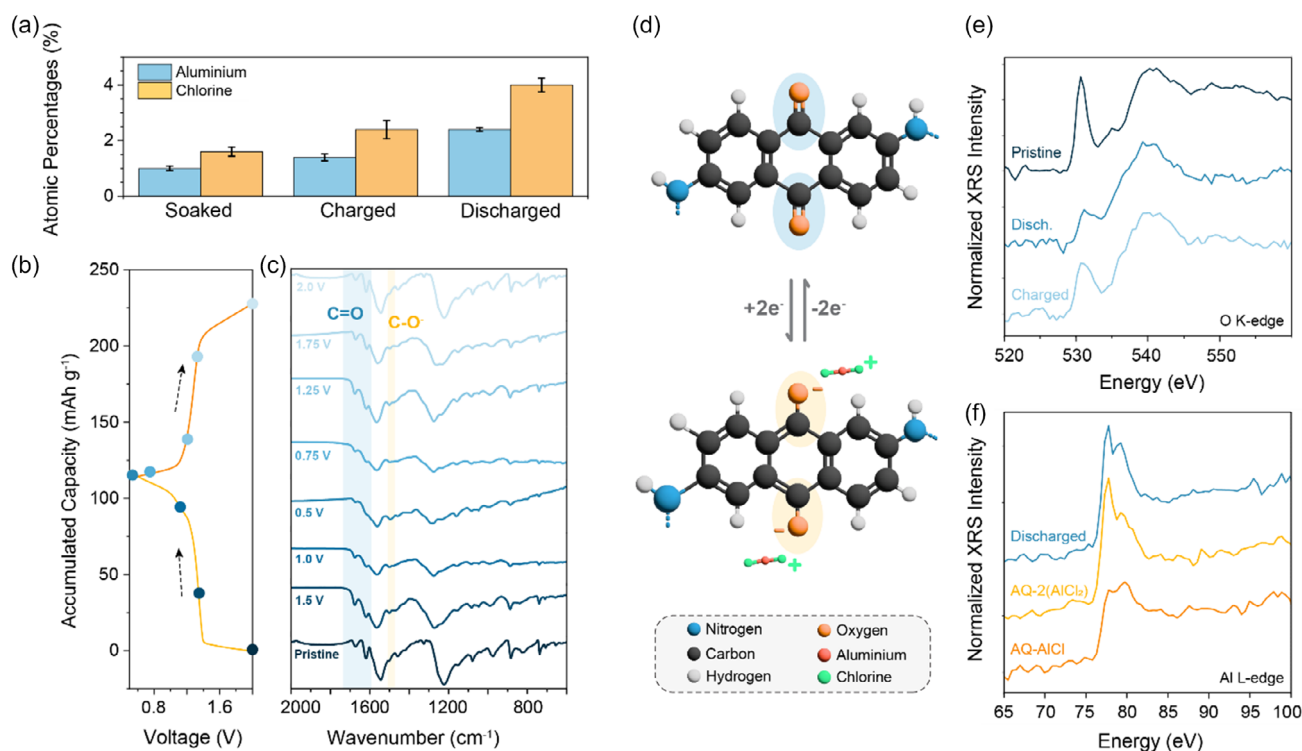 (a)
Atomic Percentages (%)
4
2
0
Aluminium
Chlorine
Soaked
Charged
Discharged
(b)
Accumulated Capacity (mAh g⁻¹)
250
200
150
100
50
0
0.8
1.6
Voltage (V)
(c)
2.0 V
C=O
C-O⁻
1.75 V
1.25 V
0.75 V
0.5 V
1.0 V
1.5 V
Pristine
2000
1600
1200
800
Wavenumber (cm⁻¹)
(d)
+2e⁻
-2e⁻
−
+
−
+
Nitrogen
Oxygen
Carbon
Aluminium
Hydrogen
Chlorine
(e)
Normalized XRS Intensity
Pristine
Disch.
Charged
O K-edge
520
530
540
550
Energy (eV)
(f)
Normalized XRS Intensity
Discharged
AQ-2(AlCl₂)
AQ-AlCl
Al L-edge
65
70
75
80
85
90
95
100
Energy (eV)